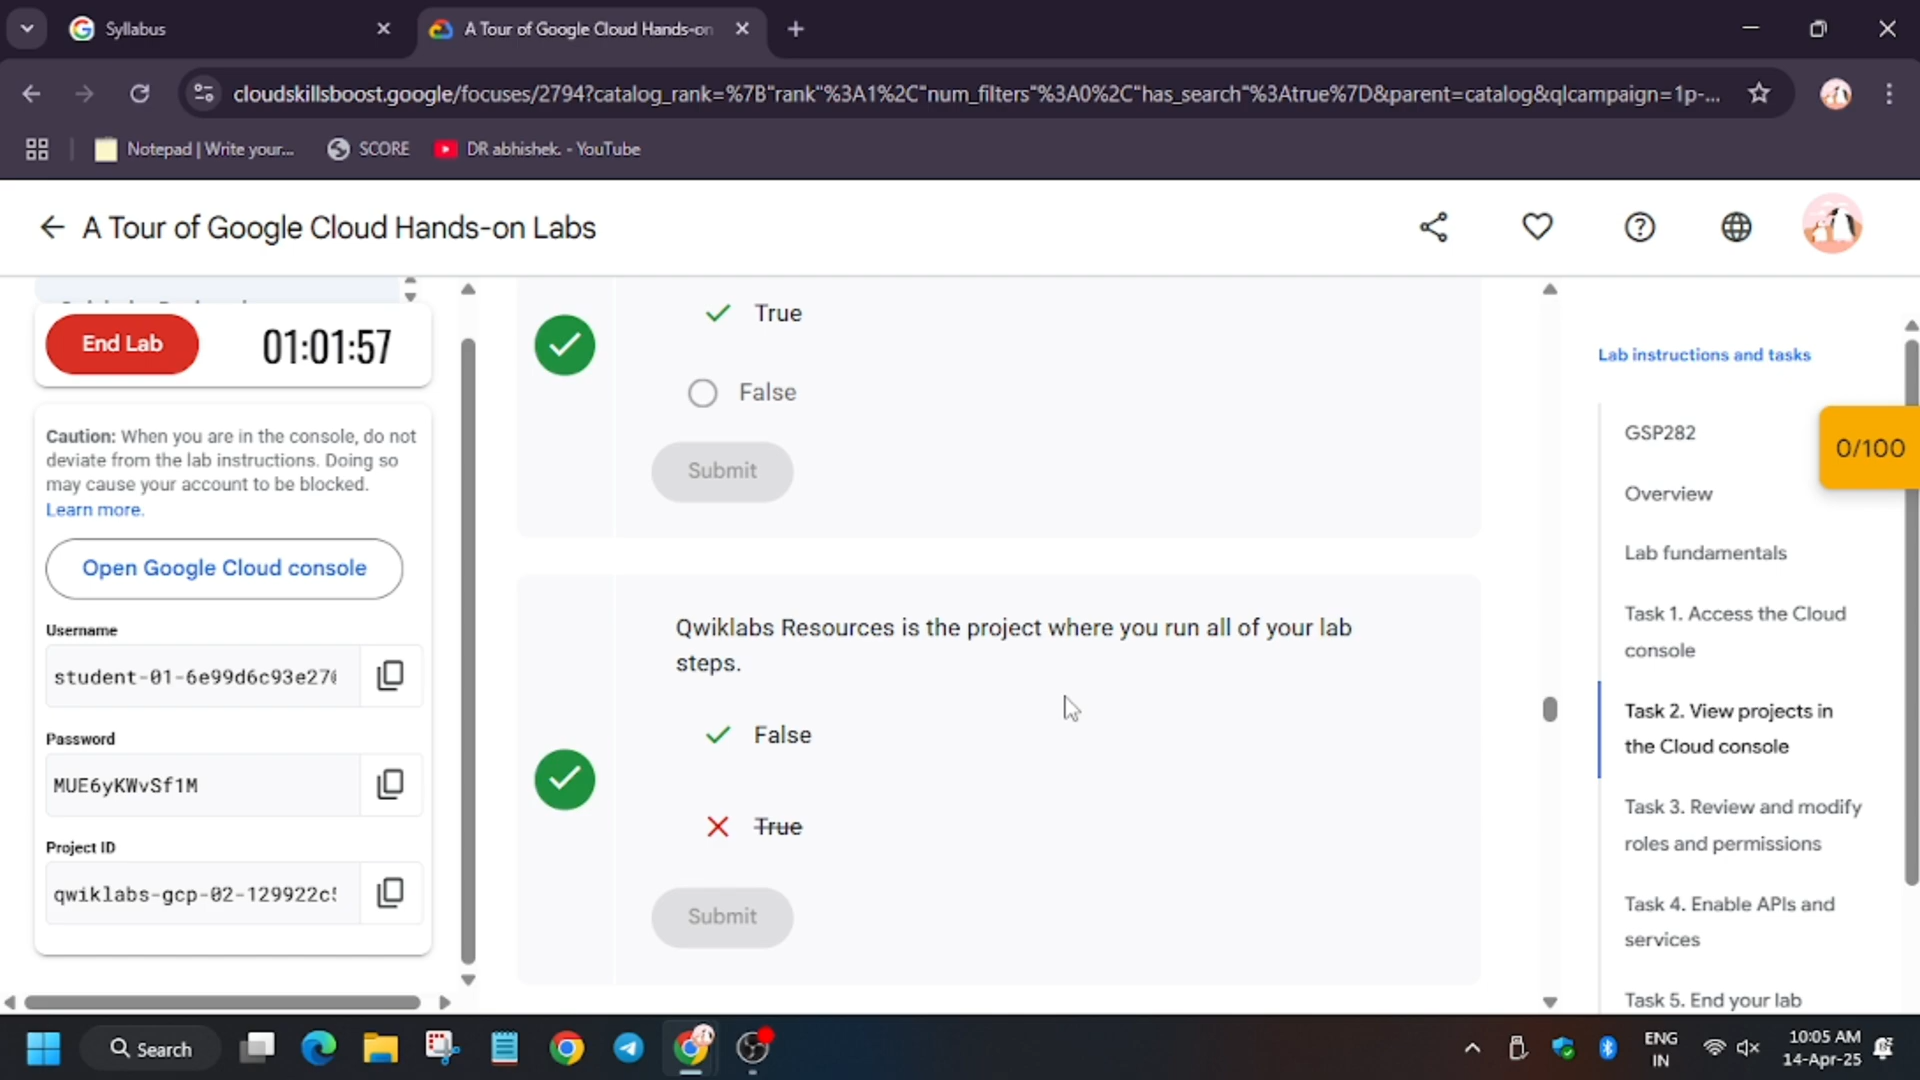 Syllabus
A Tour of Google Cloud Hands-on
cloudskillsboost.google/focuses/2794?catalog_rank=%7B"rank"%3A1%2C"num_filters"%3A0%2C"has_search"%3Atrue%7D&parent=catalog&qlcampaign=1p-...
Notepad | Write your...
SCORE
DR abhishek. - YouTube
A Tour of Google Cloud Hands-on Labs
End Lab
01:01:57
Caution: When you are in the console, do not
deviate from the lab instructions. Doing so
may cause your account to be blocked.
Learn more.
Open Google Cloud console
Username
student-01-6e99d6c93e27
Password
MUE6yKWvSf1M
Project ID
qwiklabs-gcp-02-129922c
True
False
Submit
Qwiklabs Resources is the project where you run all of your lab
steps.
False
True
Submit
Lab instructions and tasks
GSP282
0/100
Overview
Lab fundamentals
Task 1. Access the Cloud
console
Task 2. View projects in
the Cloud console
Task 3. Review and modify
roles and permissions
Task 4. Enable APIs and
services
Task 5. End your lab
Search
ENG
IN
10:05 AM
14-Apr-25